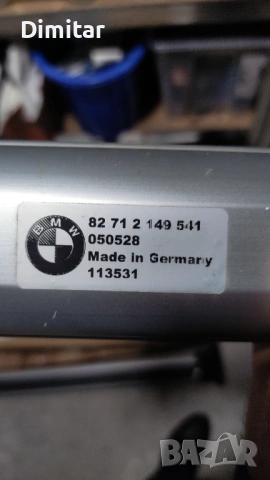 Dimitar
BMW
82 71 2 149 541
050528
Made in Germany
113531
BAZAR